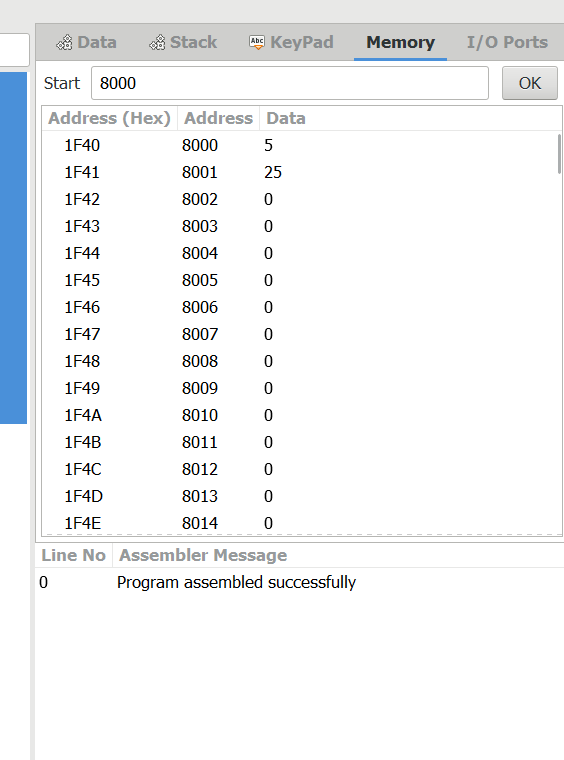 Data Stack Abc KeyPad Memory I/O Ports
Start 8000 OK
Address (Hex) Address Data
1F40 8000 5
1F41 8001 25
1F42 8002 0
1F43 8003 0
1F44 8004 0
1F45 8005 0
1F46 8006 0
1F47 8007 0
1F48 8008 0
1F49 8009 0
1F4A 8010 0
1F4B 8011 0
1F4C 8012 0
1F4D 8013 0
1F4E 8014 0
Line No Assembler Message
0 Program assembled successfully